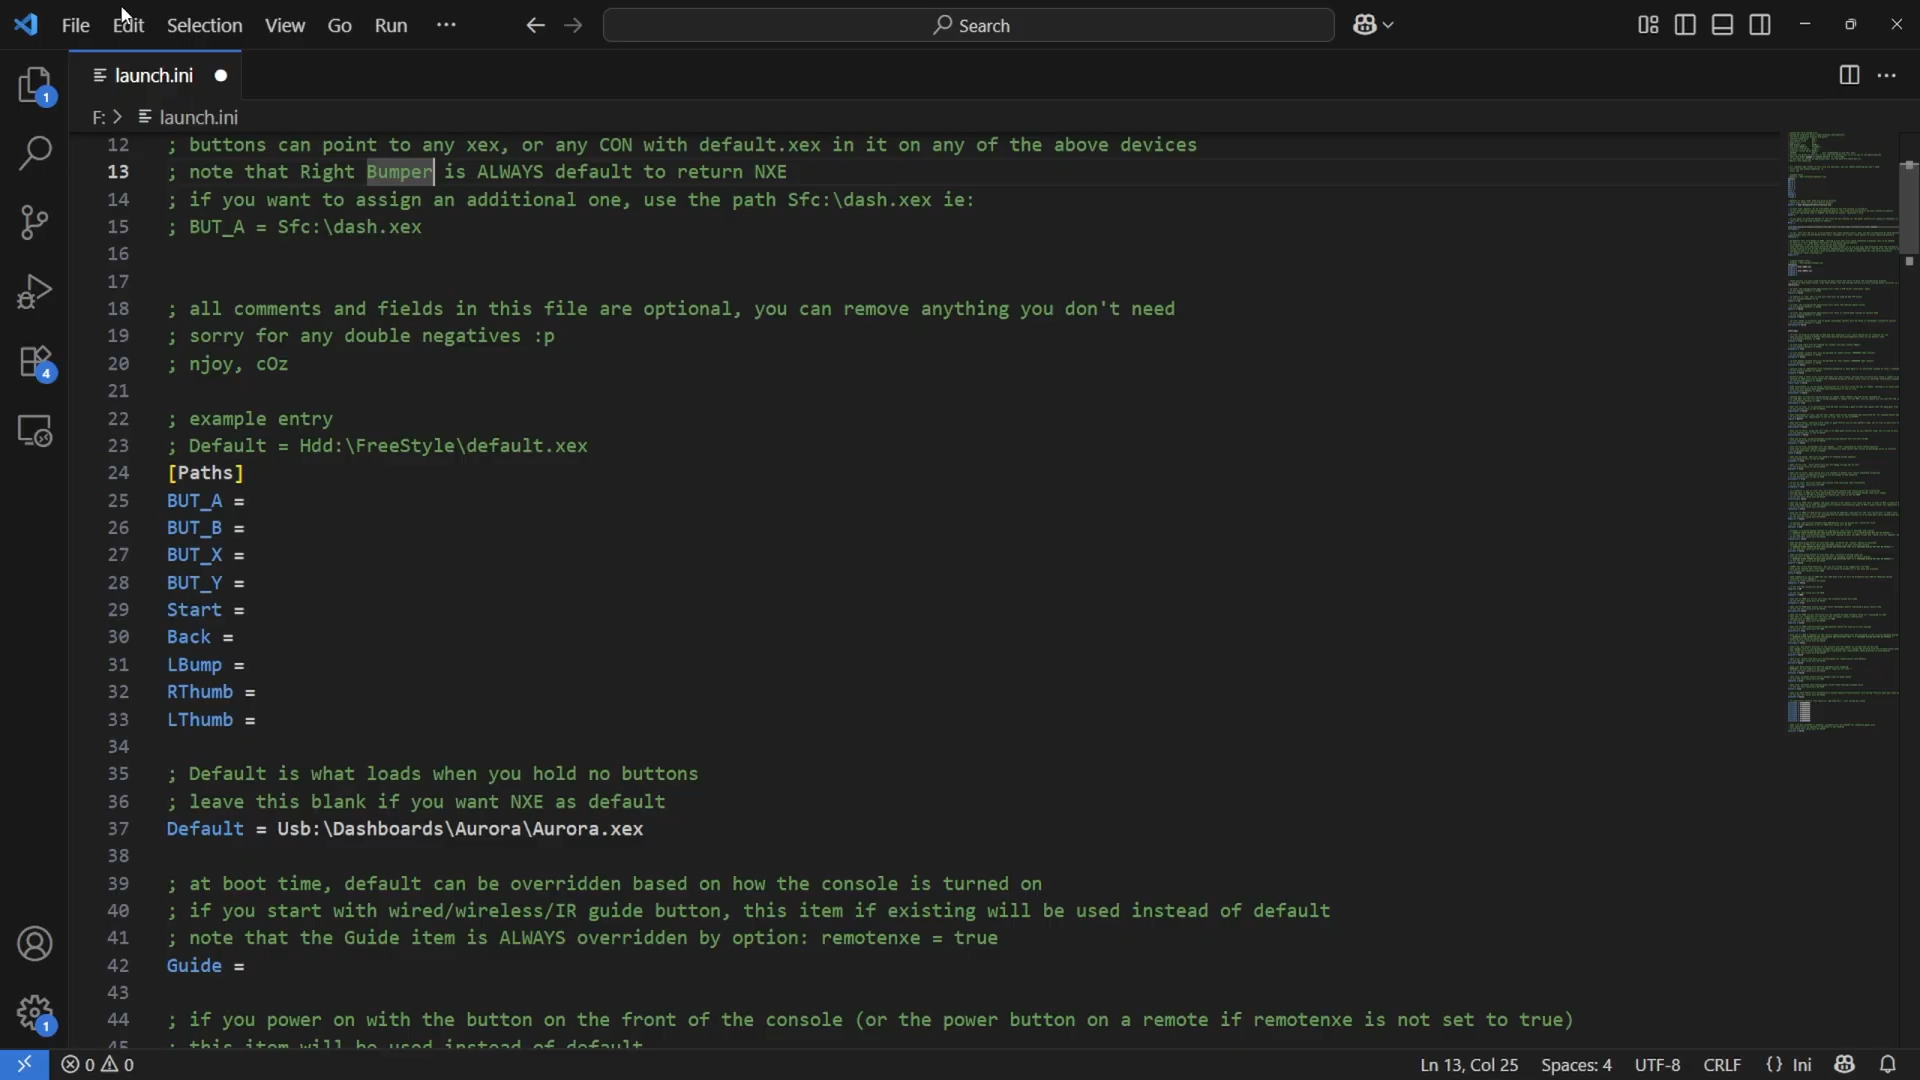 File Edit Selection View Go Run ··· Search
launch.ini
F: > launch.ini
12 ; buttons can point to any xex, or any CON with default.xex in it on any of the above devices
13 ; note that Right Bumper is ALWAYS default to return NXE
14 ; if you want to assign an additional one, use the path Sfc:\dash.xex ie:
15 ; BUT_A = Sfc:\dash.xex
16
17
18 ; all comments and fields in this file are optional, you can remove anything you don't need
19 ; sorry for any double negatives :p
20 ; njoy, cOz
21
22 ; example entry
23 ; Default = Hdd:\FreeStyle\default.xex
24 [Paths]
25 BUT_A =
26 BUT_B =
27 BUT_X =
28 BUT_Y =
29 Start =
30 Back =
31 LBump =
32 RThumb =
33 LThumb =
34
35 ; Default is what loads when you hold no buttons
36 ; leave this blank if you want NXE as default
37 Default = Usb:\Dashboards\Aurora\Aurora.xex
38
39 ; at boot time, default can be overridden based on how the console is turned on
40 ; if you start with wired/wireless/IR guide button, this item if existing will be used instead of default
41 ; note that the Guide item is ALWAYS overridden by option: remotenxe = true
42 Guide =
43
44 ; if you power on with the button on the front of the console (or the power button on a remote if remotenxe is not set to true)
45 ; this item will be used instead of default
1
4
1
0 0 Ln 13, Col 25 Spaces: 4 UTF-8 CRLF {} Ini